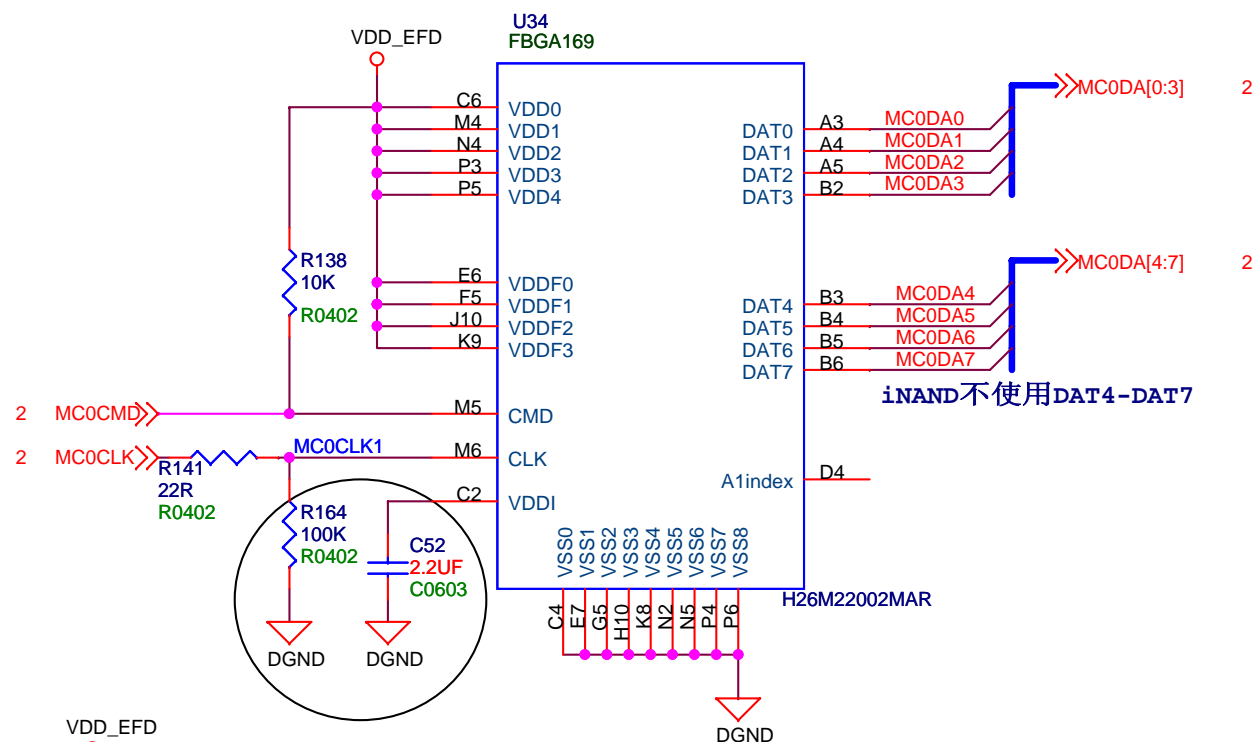 U34
FBGA169
VDD_EFD
C6 VDD0
M4 VDD1
N4 VDD2
P3 VDD3
P5 VDD4
E6 VDDF0
F5 VDDF1
J10 VDDF2
K9 VDDF3
R138
10K
R0402
2 MC0CMD M5 CMD
2 MC0CLK MC0CLK1 M6 CLK
R141
22R
R0402
C2 VDDI
R164
100K
R0402
C52
2.2UF
C0603
DGND DGND
DAT0 A3 MC0DA0
DAT1 A4 MC0DA1
DAT2 A5 MC0DA2
DAT3 B2 MC0DA3
MC0DA[0:3] 2
DAT4 B3 MC0DA4
DAT5 B4 MC0DA5
DAT6 B5 MC0DA6
DAT7 B6 MC0DA7
MC0DA[4:7] 2
iNAND不使用DAT4-DAT7
A1index D4
VSS0 VSS1 VSS2 VSS3 VSS4 VSS5 VSS6 VSS7 VSS8
H26M22002MAR
C4 E7 G5 H10 K8 N2 N5 P4 P6
DGND
VDD_EFD